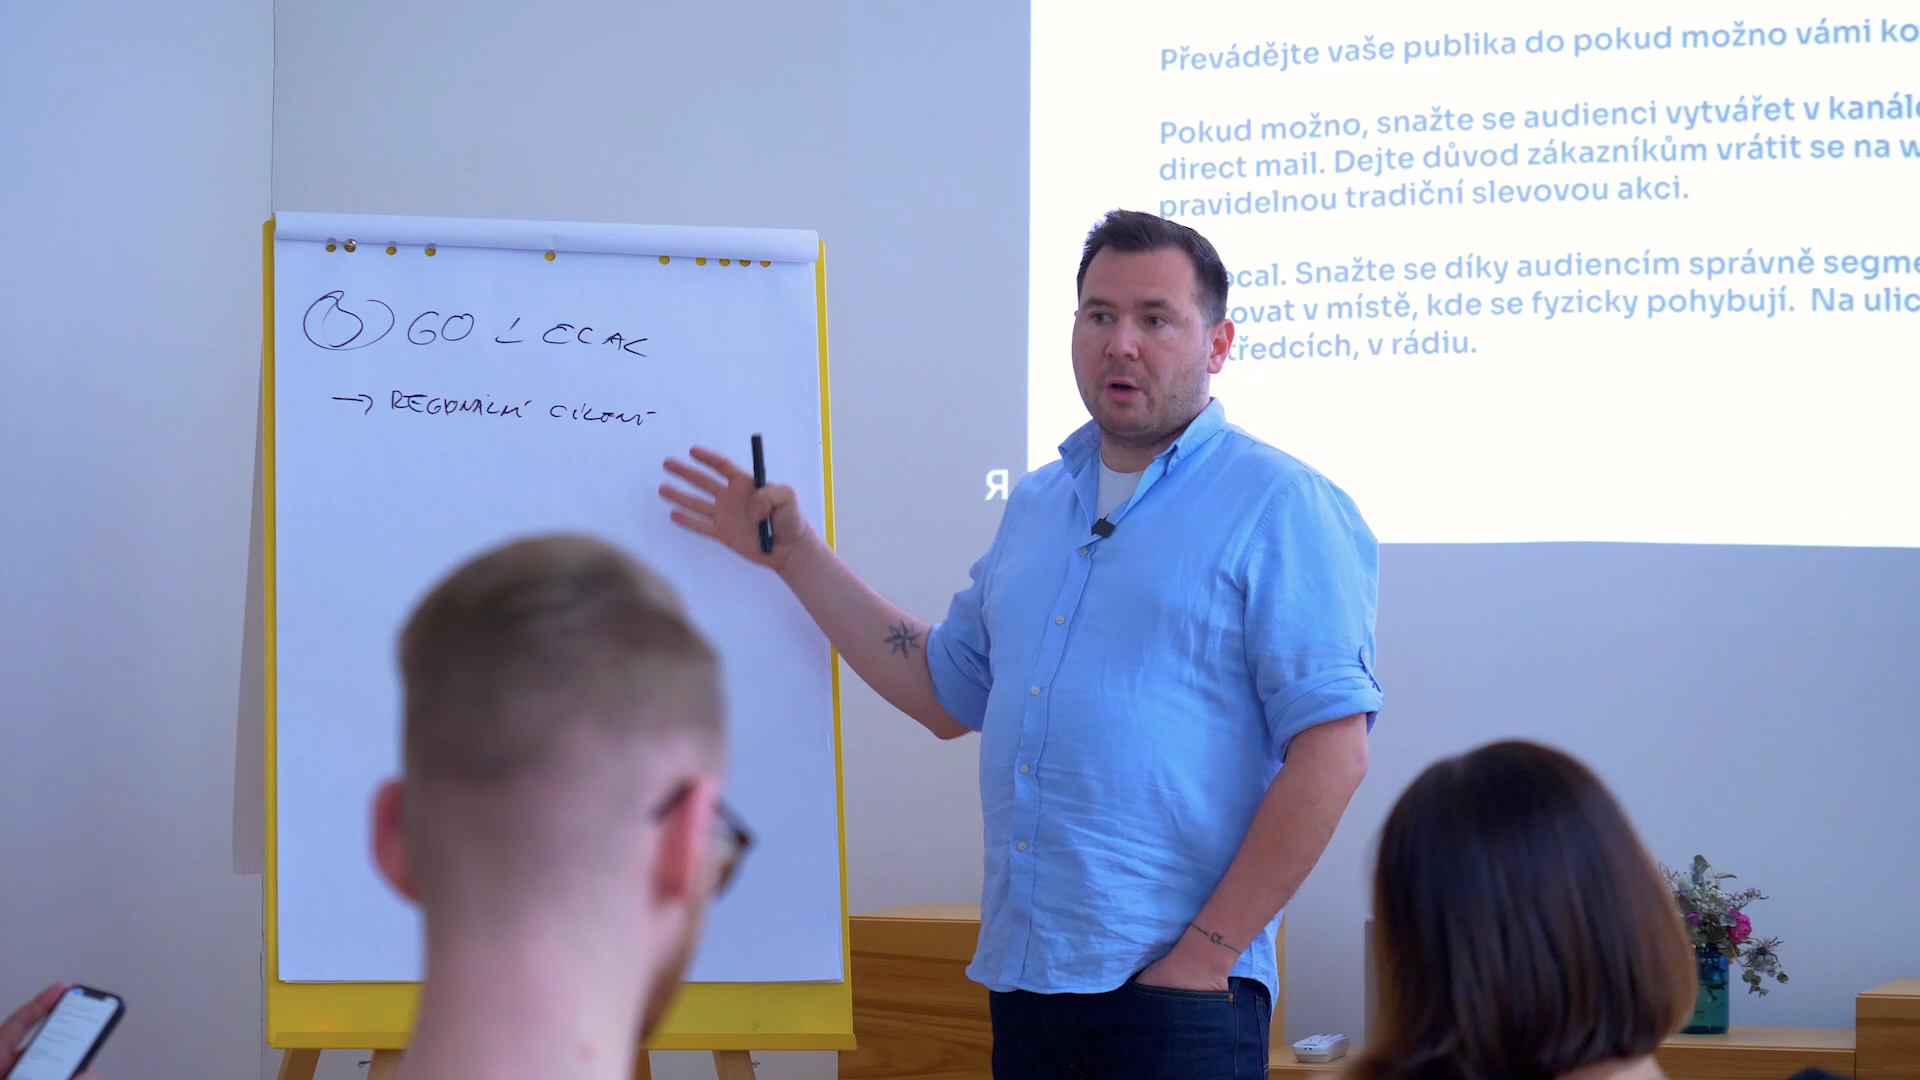 GO LOCAL
→ REGIONÁLNÍ CÍLENÍ
Převádějte vaše publika do pokud možno vámi ko
Pokud možno, snažte se audienci vytvářet v kanále
direct mail. Dejte důvod zákazníkům vrátit se na w
pravidelnou tradiční slevovou akci.
ocal. Snažte se díky audiencím správně segme
ovat v místě, kde se fyzicky pohybují. Na ulic
tředcích, v rádiu.
Я
α